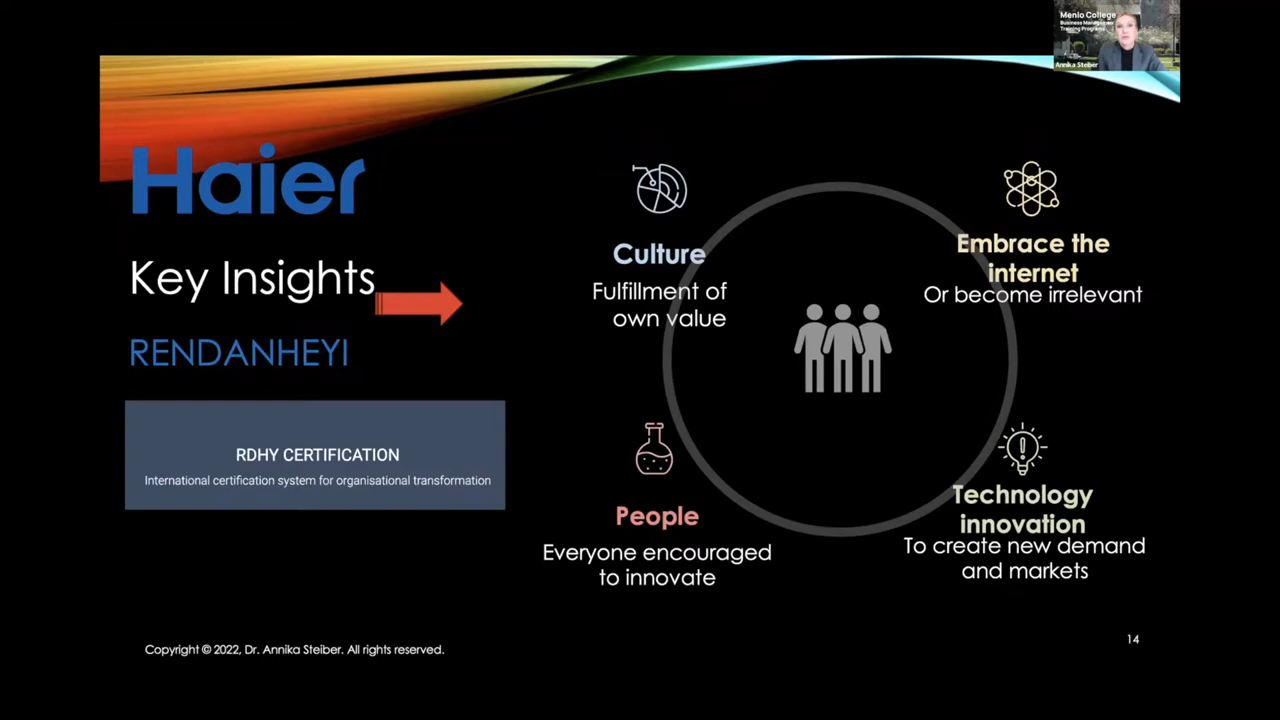 Menlo College
Business Management
Training Programs
Annika Steiber
Haier
Key Insights
RENDANHEYI
RDHY CERTIFICATION
International certification system for organisational transformation
Culture
Fulfillment of
own value
Embrace the
internet
Or become irrelevant
People
Everyone encouraged
to innovate
Technology
innovation
To create new demand
and markets
Copyright © 2022, Dr. Annika Steiber. All rights reserved.
14